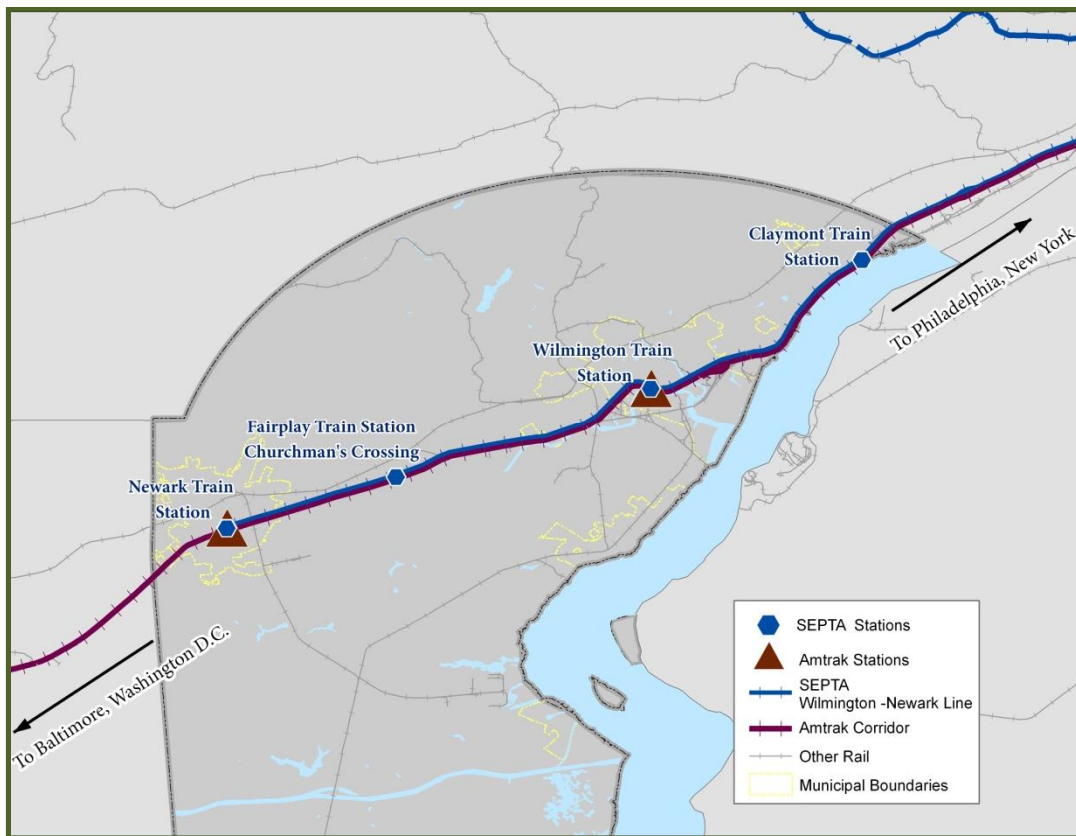 Claymont Train
Station
To Philadelphia, New York
Wilmington Train
Station
Fairplay Train Station
Churchman's Crossing
Newark Train
Station
To Baltimore, Washington D.C.
SEPTA Stations
Amtrak Stations
SEPTA
Wilmington -Newark Line
Amtrak Corridor
Other Rail
Municipal Boundaries